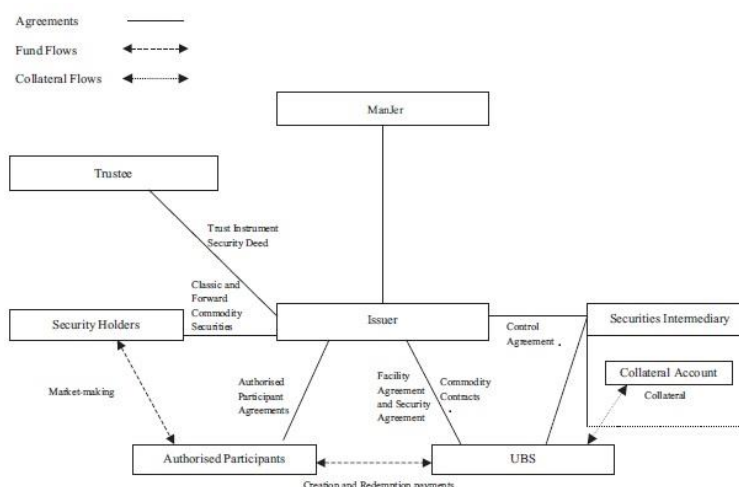 Agreements
Fund Flows
Collateral Flows
ManJer
Trustee
Trust Instrument
Security Deed
Classic and
Forward
Commodity
Securities
Security Holders
Issuer
Control
Agreement .
Securities Intermediary
Collateral Account
Collateral
Market-making
Authorised
Participant
Agreements
Facility
Agreement
and Security
Agreement
Commodity
Contracts
.
Authorised Participants
UBS
Creation and Redemption payments